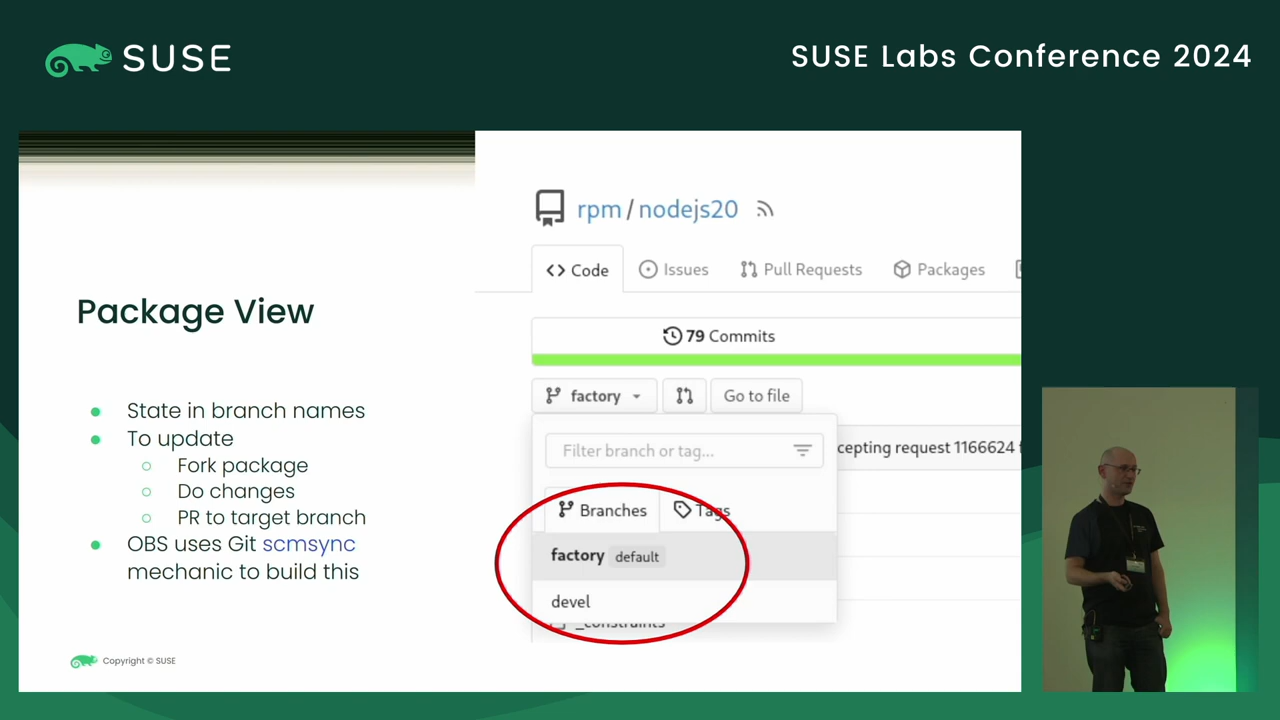 SUSE
SUSE Labs Conference 2024
Package View
State in branch names
To update
Fork package
Do changes
PR to target branch
OBS uses Git scmsync
mechanic to build this
Copyright © SUSE
rpm/nodejs20
Code Issues Pull Requests Packages
79 Commits
factory Go to file
Filter branch or tag...
cepting request 1166624 f
Branches Tags
factory default
devel
_constraints